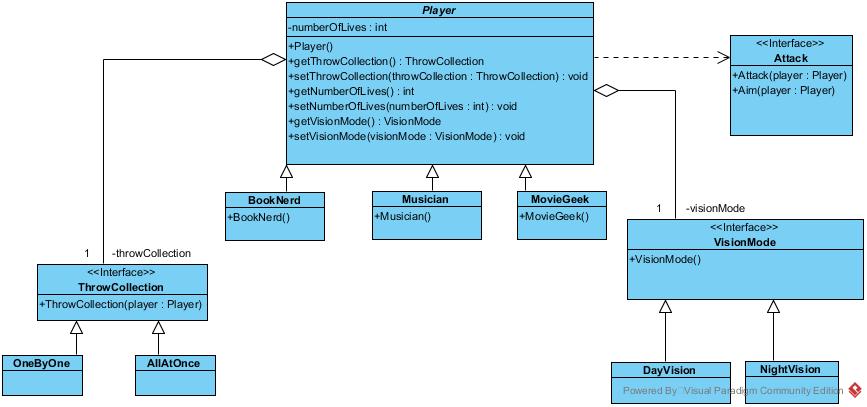 Player
-numberOfLives : int
+Player()
+getThrowCollection() : ThrowCollection
+setThrowCollection(throwCollection : ThrowCollection) : void
+getNumberOfLives() : int
+setNumberOfLives(numberOfLives : int) : void
+getVisionMode() : VisionMode
+setVisionMode(visionMode : VisionMode) : void
<<Interface>>
Attack
+Attack(player : Player)
+Aim(player : Player)
BookNerd
+BookNerd()
Musician
+Musician()
MovieGeek
+MovieGeek()
1 -visionMode
<<Interface>>
VisionMode
+VisionMode()
1 -throwCollection
<<Interface>>
ThrowCollection
+ThrowCollection(player : Player)
OneByOne
AllAtOnce
DayVision
NightVision
Powered By Visual Paradigm Community Edition